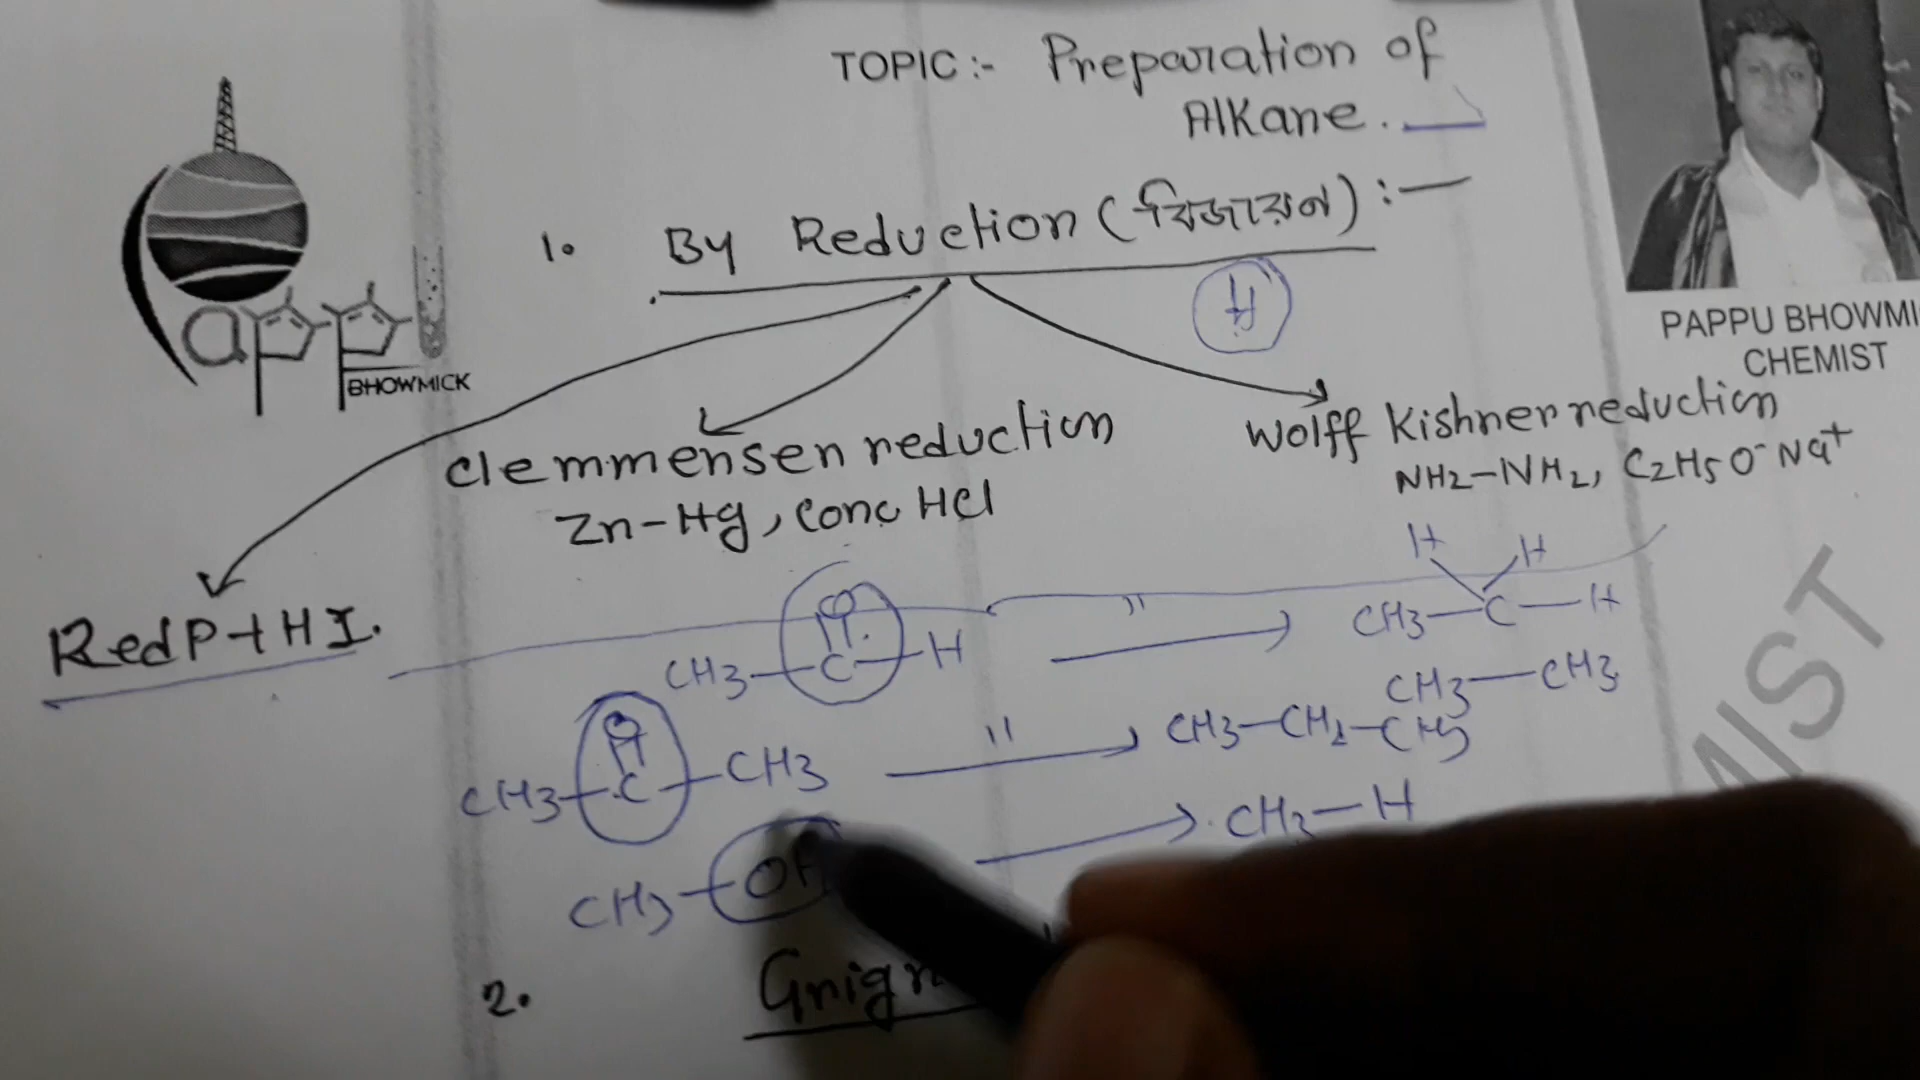 TOPIC :- Preparation of
Alkane.
1. By Reduction (রিডাকশন) :-
H
BHOWMICK
PAPPU BHOWMI
CHEMIST
Clemmensen reduction
Zn-Hg, Conc HCl
Wolff Kishner reduction
NH2-NH2, C2H5O⁻Na⁺
Red P + HI.
H H
CH3—C—H
O
CH3—C—H
CH3—CH3
O
CH3—C—CH3
CH3—CH2—CH3
CH3—OH
CH3—H
2.
MIST